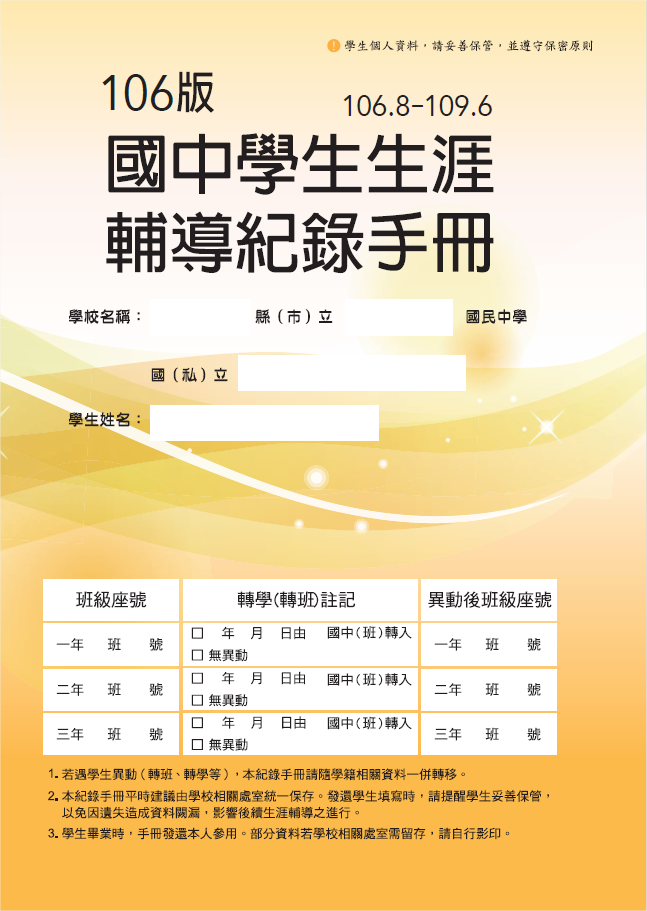 ! 學生個人資料，請妥善保管，並遵守保密原則
106版
106.8-109.6
國中學生生涯
輔導紀錄手冊
學校名稱： 縣（市）立 國民中學
國（私）立
學生姓名：
班級座號 轉學(轉班)註記 異動後班級座號
一年 班 號 □ 年 月 日由 國中(班)轉入 一年 班 號
□ 無異動
二年 班 號 □ 年 月 日由 國中(班)轉入 二年 班 號
□ 無異動
三年 班 號 □ 年 月 日由 國中(班)轉入 三年 班 號
□ 無異動
1. 若遇學生異動（轉班、轉學等），本紀錄手冊請隨學籍相關資料一併轉移。
2. 本紀錄手冊平時建議由學校相關處室統一保存。發還學生填寫時，請提醒學生妥善保管，
以免因遺失造成資料闕漏，影響後續生涯輔導之進行。
3. 學生畢業時，手冊發還本人參用。部分資料若學校相關處室需留存，請自行影印。